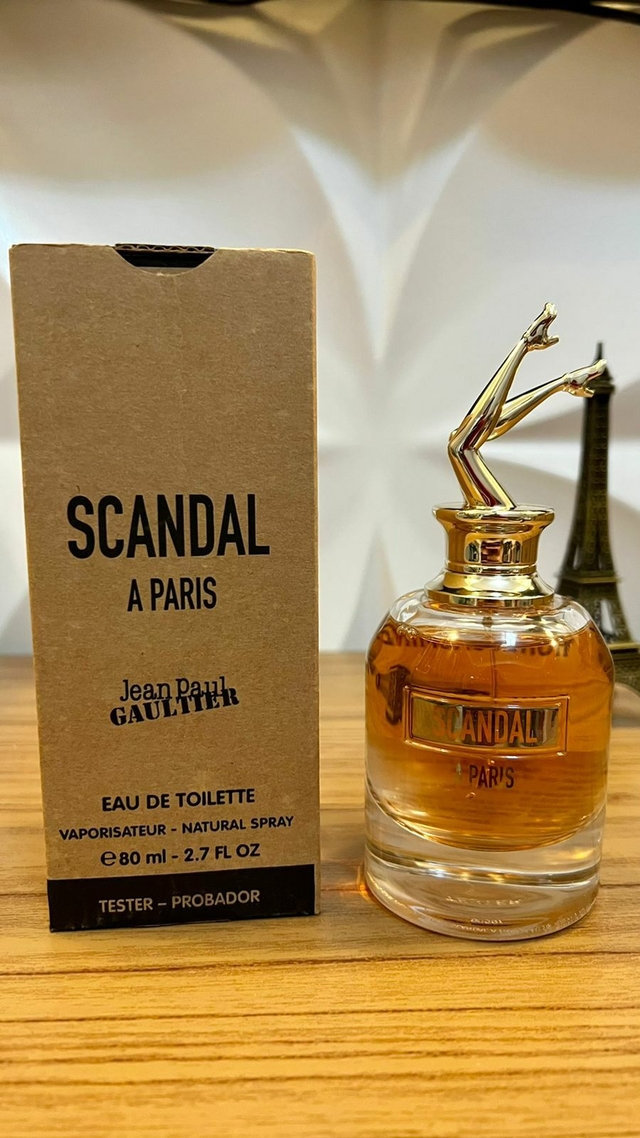 SCANDAL
A PARIS
Jean Paul
GAULTIER
EAU DE TOILETTE
VAPORISATEUR - NATURAL SPRAY
℮ 80 ml - 2.7 FL OZ
TESTER – PROBADOR
SCANDAL
A PARIS